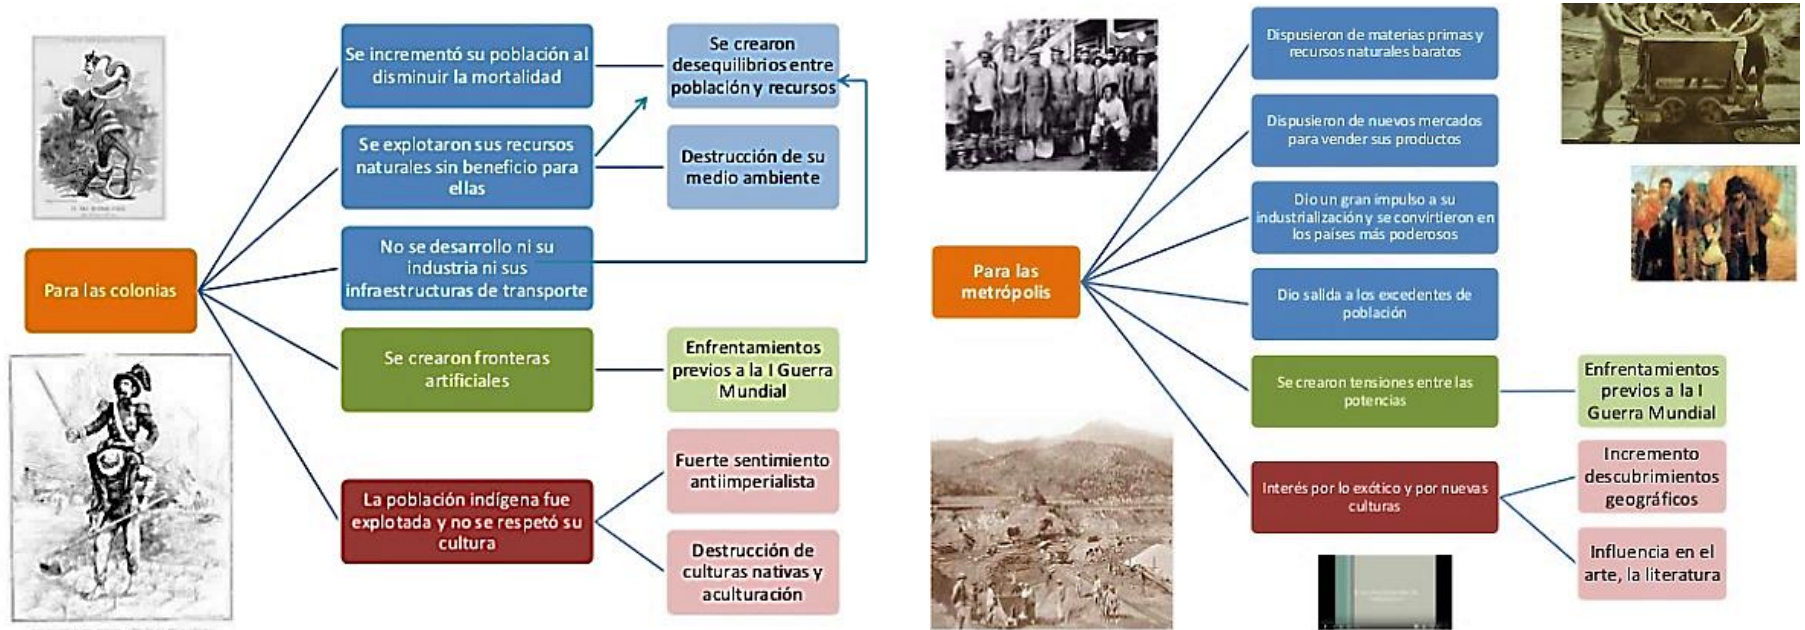 Para las colonias
Se incrementó su población al
disminuir la mortalidad
Se explotaron sus recursos
naturales sin beneficio para
ellas
No se desarrollo ni su
industria ni sus
infraestructuras de transporte
Se crearon fronteras
artificiales
La población indígena fue
explotada y no se respetó su
cultura
Se crearon
desequilibrios entre
población y recursos
Destrucción de su
medio ambiente
Enfrentamientos
previos a la I Guerra
Mundial
Fuerte sentimiento
antiimperialista
Destrucción de
culturas nativas y
aculturación
Para las
metrópolis
Dispusieron de materias primas y
recursos naturales baratos
Dispusieron de nuevos mercados
para vender sus productos
Dio un gran impulso a su
industrialización y se convirtieron en
los países más poderosos
Dio salida a los excedentes de
población
Se crearon tensiones entre las
potencias
Interés por lo exótico y por nuevas
culturas
Enfrentamientos
previos a la I
Guerra Mundial
Incremento
descubrimientos
geográficos
Influencia en el
arte, la literatura